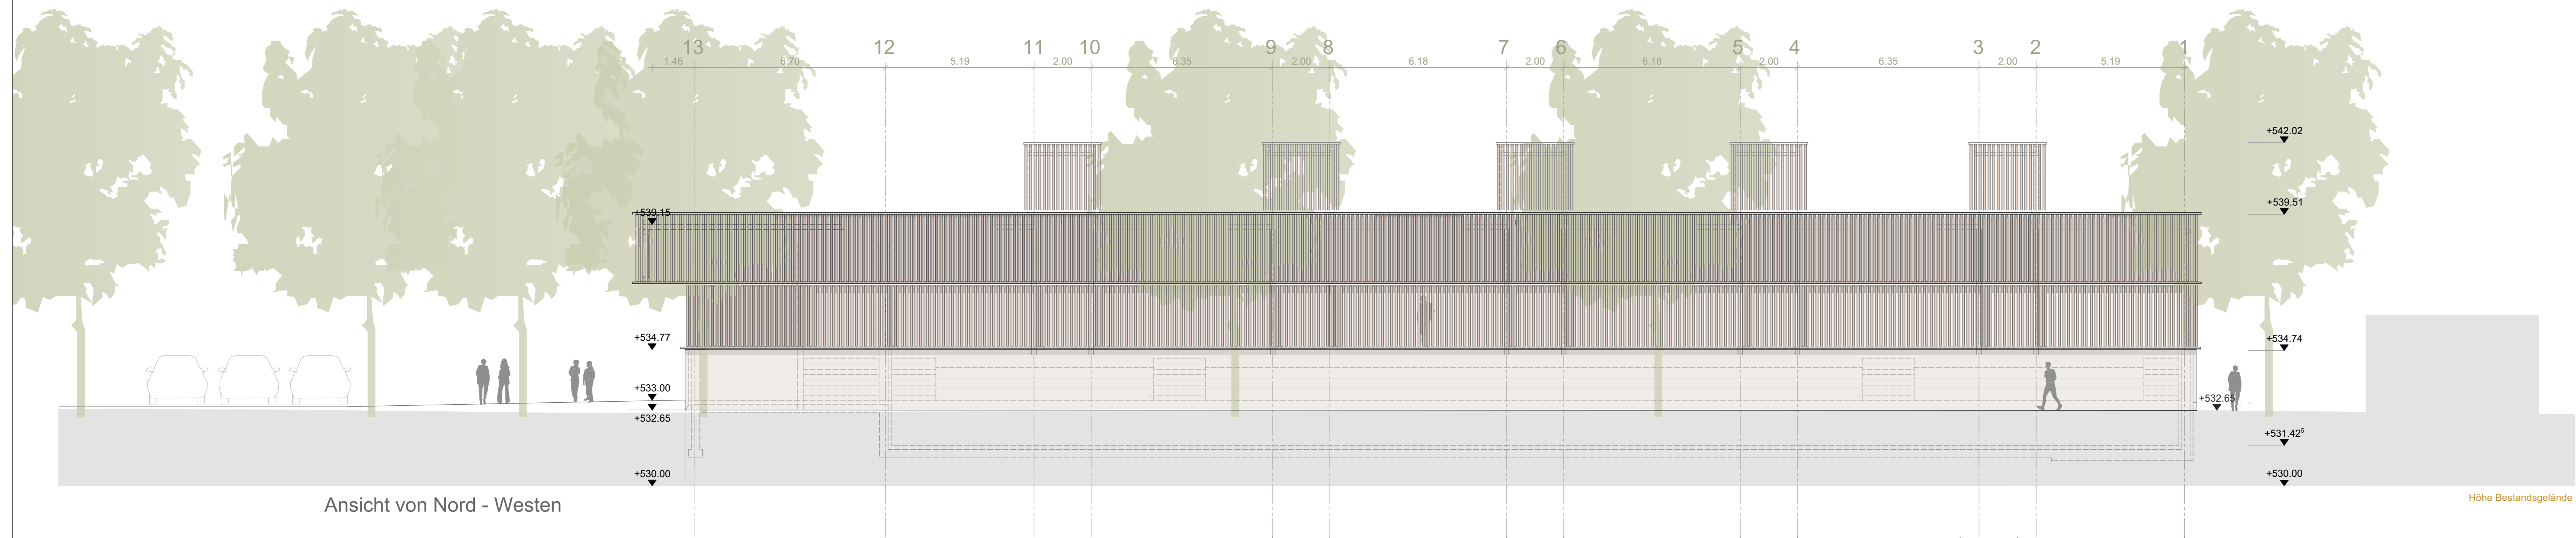 13 12 11 10 9 8 7 6 5 4 3 2 1
1.46 6.70 5.19 2.00 6.35 2.00 6.18 2.00 6.18 2.00 6.35 2.00 5.19
+542.02
+539.51
+539.15
+534.77
+534.74
+533.00
+532.65
+532.65
+531.42⁵
+530.00
+530.00
Höhe Bestandsgelände
Ansicht von Nord - Westen